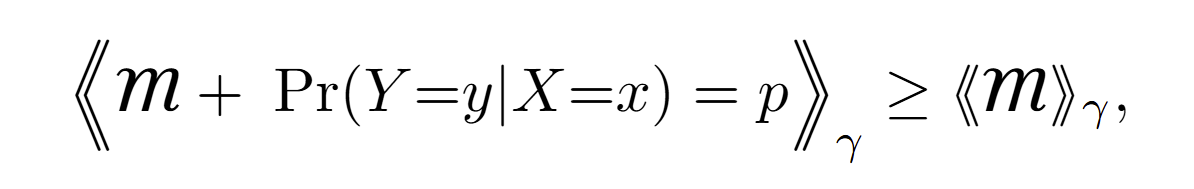 ⟪𝓂 + Pr(Y=y|X=x) = p⟫_γ ≥ ⟪𝓂⟫_γ,